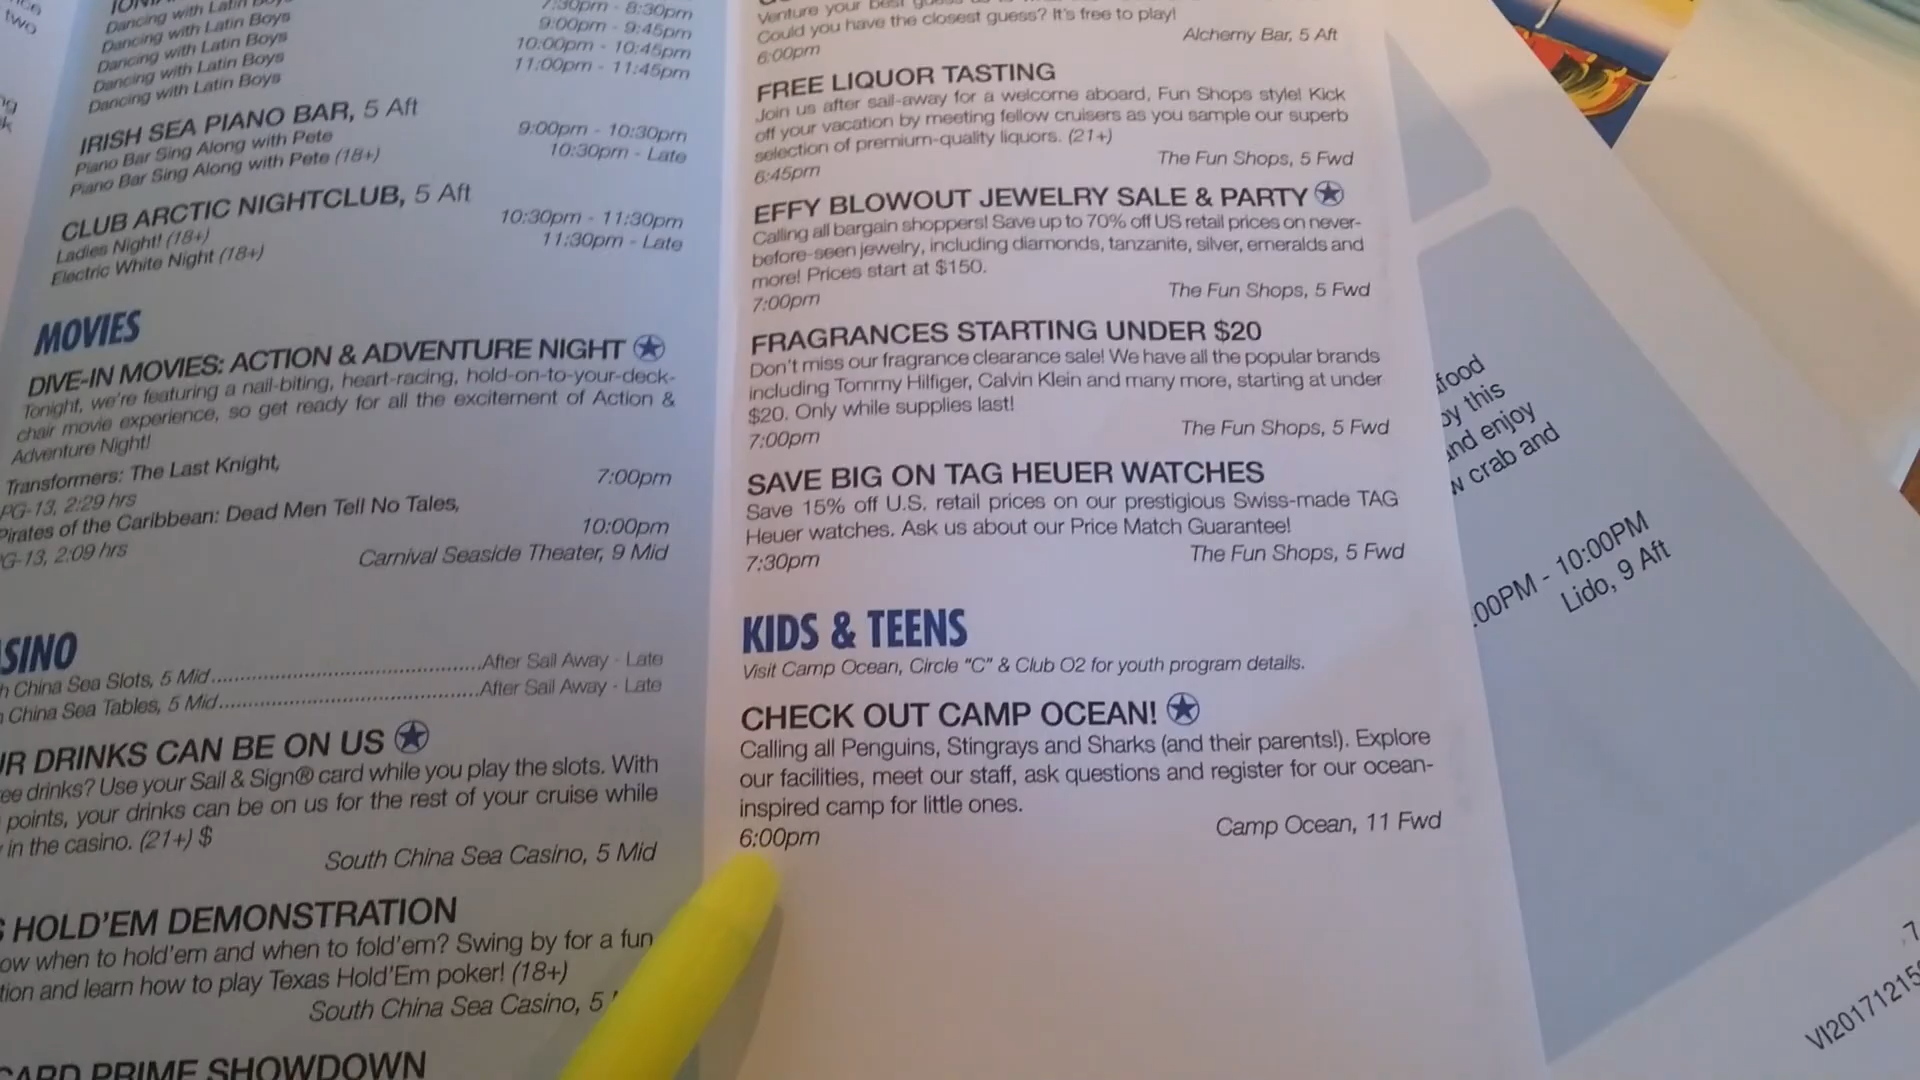 two
Dancing with Latin Boys
Dancing with Latin Boys
Dancing with Latin Boys
Dancing with Latin Boys
Dancing with Latin Boys
7:30pm - 8:30pm
9:00pm - 9:45pm
10:00pm - 10:45pm
11:00pm - 11:45pm
IRISH SEA PIANO BAR, 5 Aft
Piano Bar Sing Along with Pete
9:00pm - 10:30pm
Piano Bar Sing Along with Pete (18+)
10:30pm - Late
CLUB ARCTIC NIGHTCLUB, 5 Aft
Ladies Night! (18+)
10:30pm - 11:30pm
Electric White Night (18+)
11:30pm - Late
MOVIES
DIVE-IN MOVIES: ACTION & ADVENTURE NIGHT
Tonight, we're featuring a nail-biting, heart-racing, hold-on-to-your-deck-
chair movie experience, so get ready for all the excitement of Action &
Adventure Night!
Transformers: The Last Knight,
7:00pm
PG-13, 2:29 hrs
Pirates of the Caribbean: Dead Men Tell No Tales,
10:00pm
G-13, 2:09 hrs
Carnival Seaside Theater, 9 Mid
SINO
h China Sea Slots, 5 Mid ........ After Sail Away - Late
China Sea Tables, 5 Mid ........ After Sail Away - Late
R DRINKS CAN BE ON US
ee drinks? Use your Sail & Sign® card while you play the slots. With
points, your drinks can be on us for the rest of your cruise while
in the casino. (21+) $
South China Sea Casino, 5 Mid
S HOLD'EM DEMONSTRATION
ow when to hold'em and when to fold'em? Swing by for a fun
tion and learn how to play Texas Hold'Em poker! (18+)
South China Sea Casino, 5
CARD PRIME SHOWDOWN
Venture your best guess
Could you have the closest guess? It's free to play!
6:00pm
Alchemy Bar, 5 Aft
FREE LIQUOR TASTING
Join us after sail-away for a welcome aboard, Fun Shops style! Kick
off your vacation by meeting fellow cruisers as you sample our superb
selection of premium-quality liquors. (21+)
6:45pm
The Fun Shops, 5 Fwd
EFFY BLOWOUT JEWELRY SALE & PARTY
Calling all bargain shoppers! Save up to 70% off US retail prices on never-
before-seen jewelry, including diamonds, tanzanite, silver, emeralds and
more! Prices start at $150.
7:00pm
The Fun Shops, 5 Fwd
FRAGRANCES STARTING UNDER $20
Don't miss our fragrance clearance sale! We have all the popular brands
including Tommy Hilfiger, Calvin Klein and many more, starting at under
$20. Only while supplies last!
7:00pm
The Fun Shops, 5 Fwd
SAVE BIG ON TAG HEUER WATCHES
Save 15% off U.S. retail prices on our prestigious Swiss-made TAG
Heuer watches. Ask us about our Price Match Guarantee!
7:30pm
The Fun Shops, 5 Fwd
KIDS & TEENS
Visit Camp Ocean, Circle "C" & Club O2 for youth program details.
CHECK OUT CAMP OCEAN!
Calling all Penguins, Stingrays and Sharks (and their parents!). Explore
our facilities, meet our staff, ask questions and register for our ocean-
inspired camp for little ones.
6:00pm
Camp Ocean, 11 Fwd
food
by this
and enjoy
w crab and
:00PM - 10:00PM
Lido, 9 Aft
VI2017121